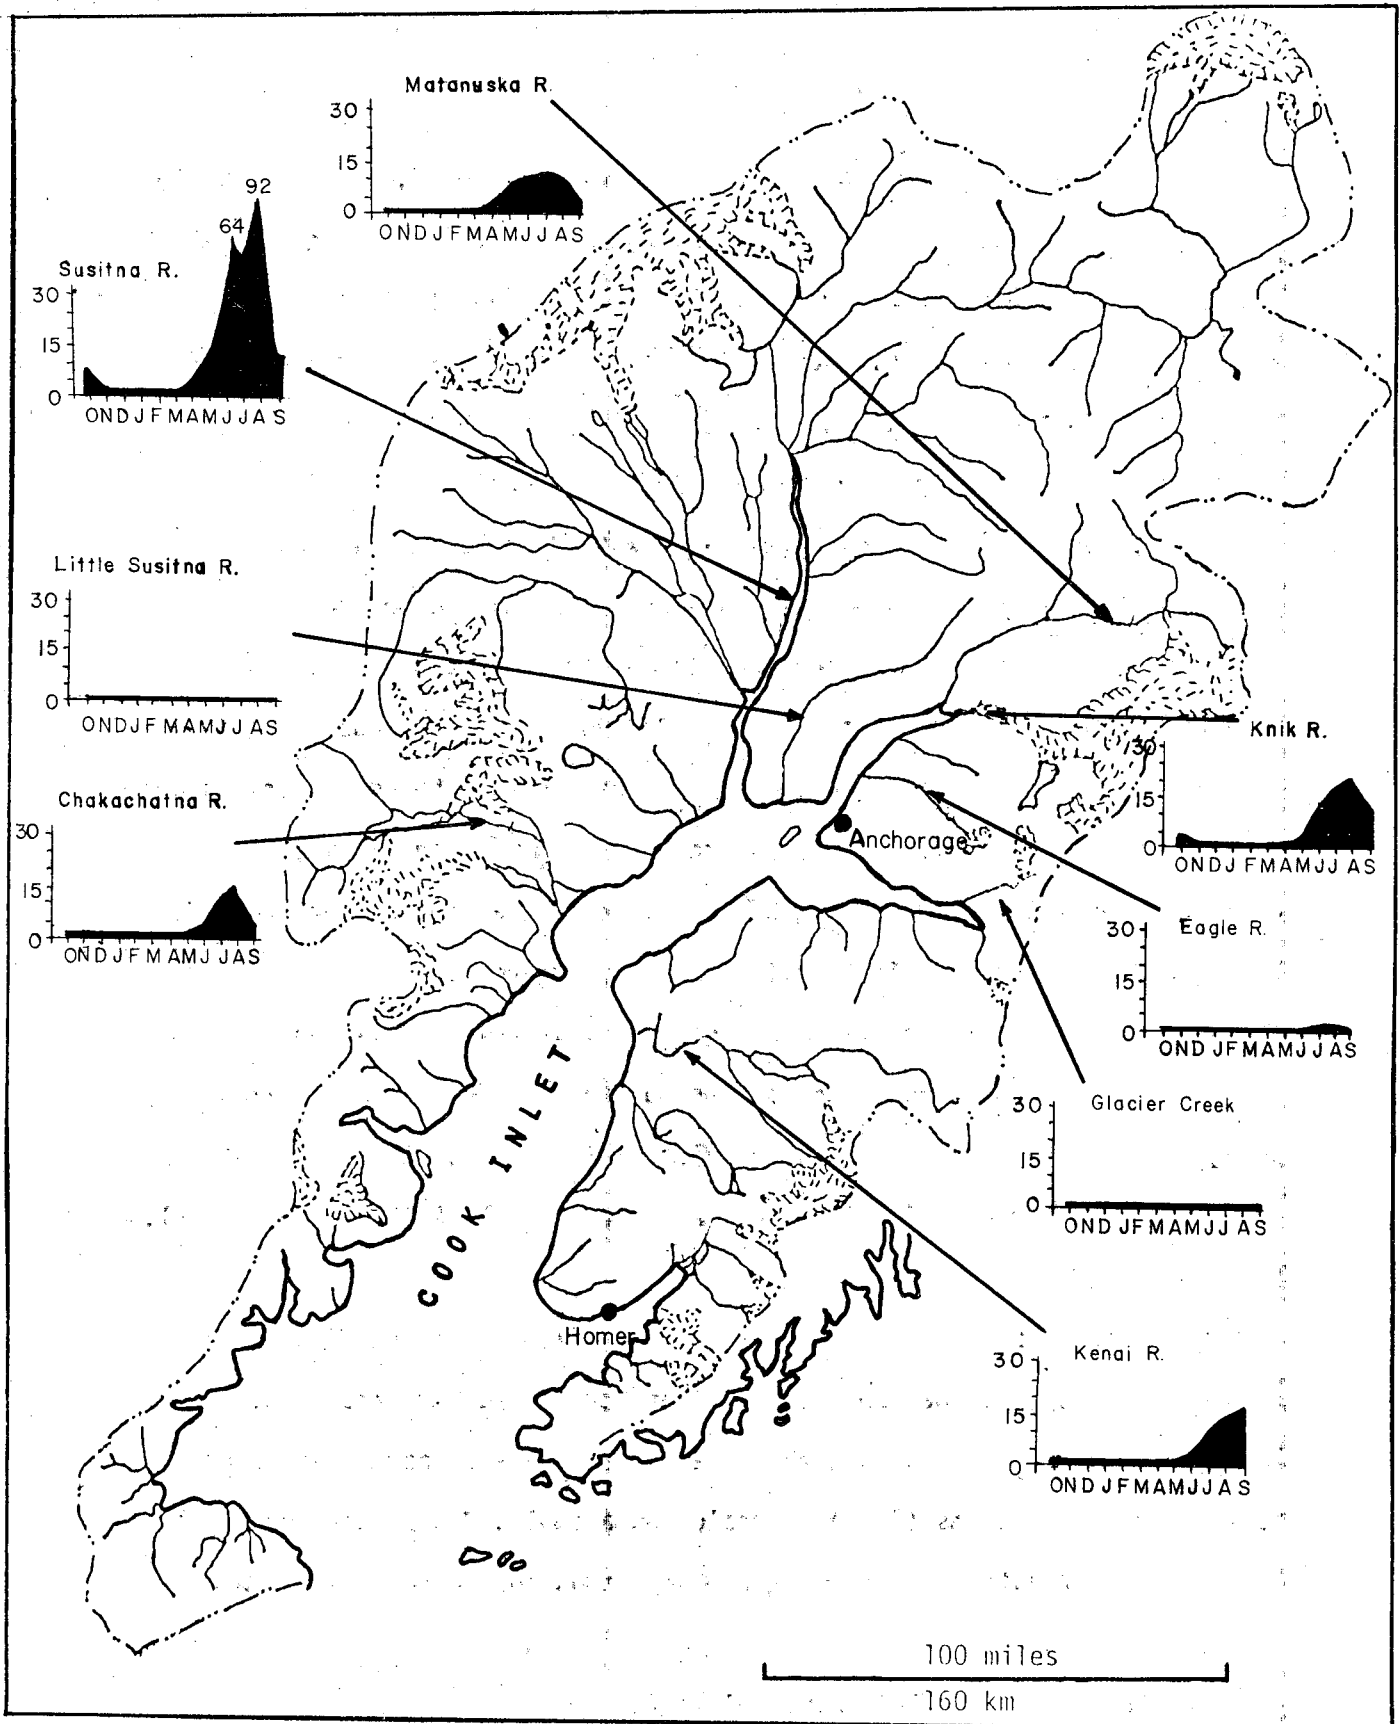 Matanuska R.
30
15
0
ONDJFMAMJJAS
92
64
Susitna R.
30
15
0
ONDJFMAMJJAS
Little Susitna R.
30
15
0
ONDJFMAMJJAS
Knik R.
30
15
0
ONDJFMAMJJAS
Chakachatna R.
30
15
0
ONDJFMAMJJAS
Anchorage
Eagle R.
30
15
0
ONDJFMAMJJAS
Glacier Creek
30
15
0
ONDJFMAMJJAS
COOK INLET
Homer
Kenai R.
30
15
0
ONDJFMAMJJAS
100 miles
160 km